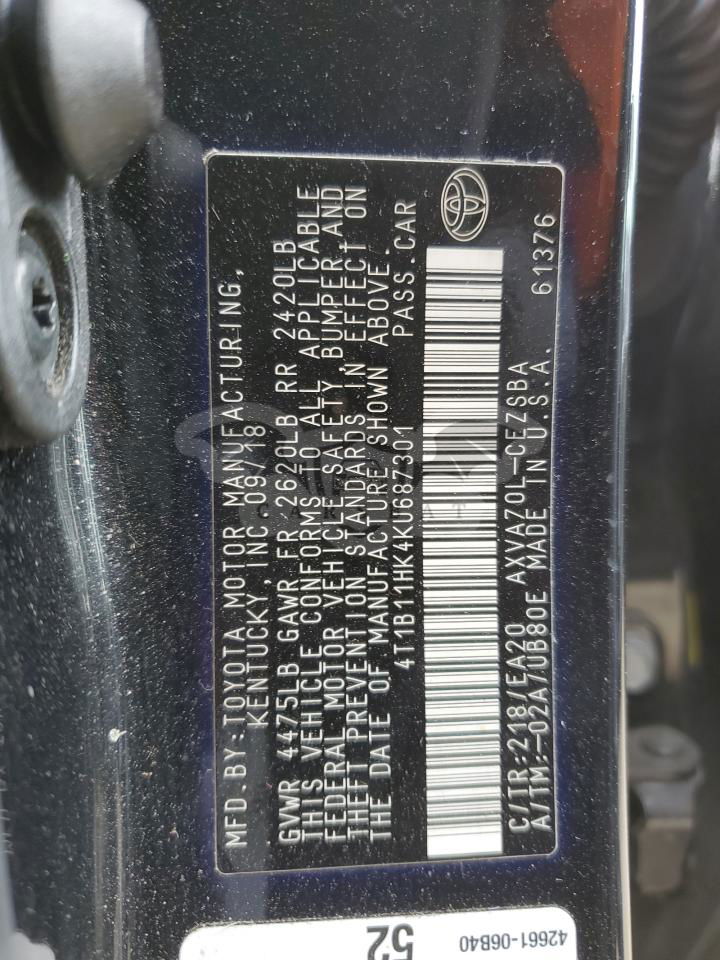 MFD.BY:TOYOTA MOTOR MANUFACTURING,
KENTUCKY, INC.09/18
GVWR 4475LB GAWR FR 2620LB RR 2420LB
THIS VEHICLE CONFORMS TO ALL APPLICABLE
FEDERAL MOTOR VEHICLE SAFETY, BUMPER, AND
THEFT PREVENTION STANDARDS IN EFFECT ON
THE DATE OF MANUFACTURE SHOWN ABOVE.
4T1B11HK4KU687301 PASS.CAR
C/TR:218/EA20 AXVA70L-CEZSBA
A/TM:-02A/UB80E MADE IN U.S.A. 61376
52
42661-06B40